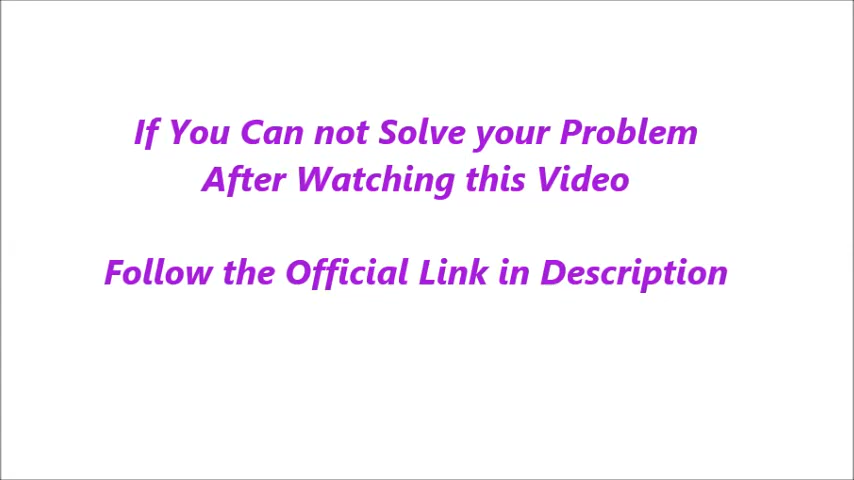 If You Can not Solve your Problem
After Watching this Video
Follow the Official Link in Description